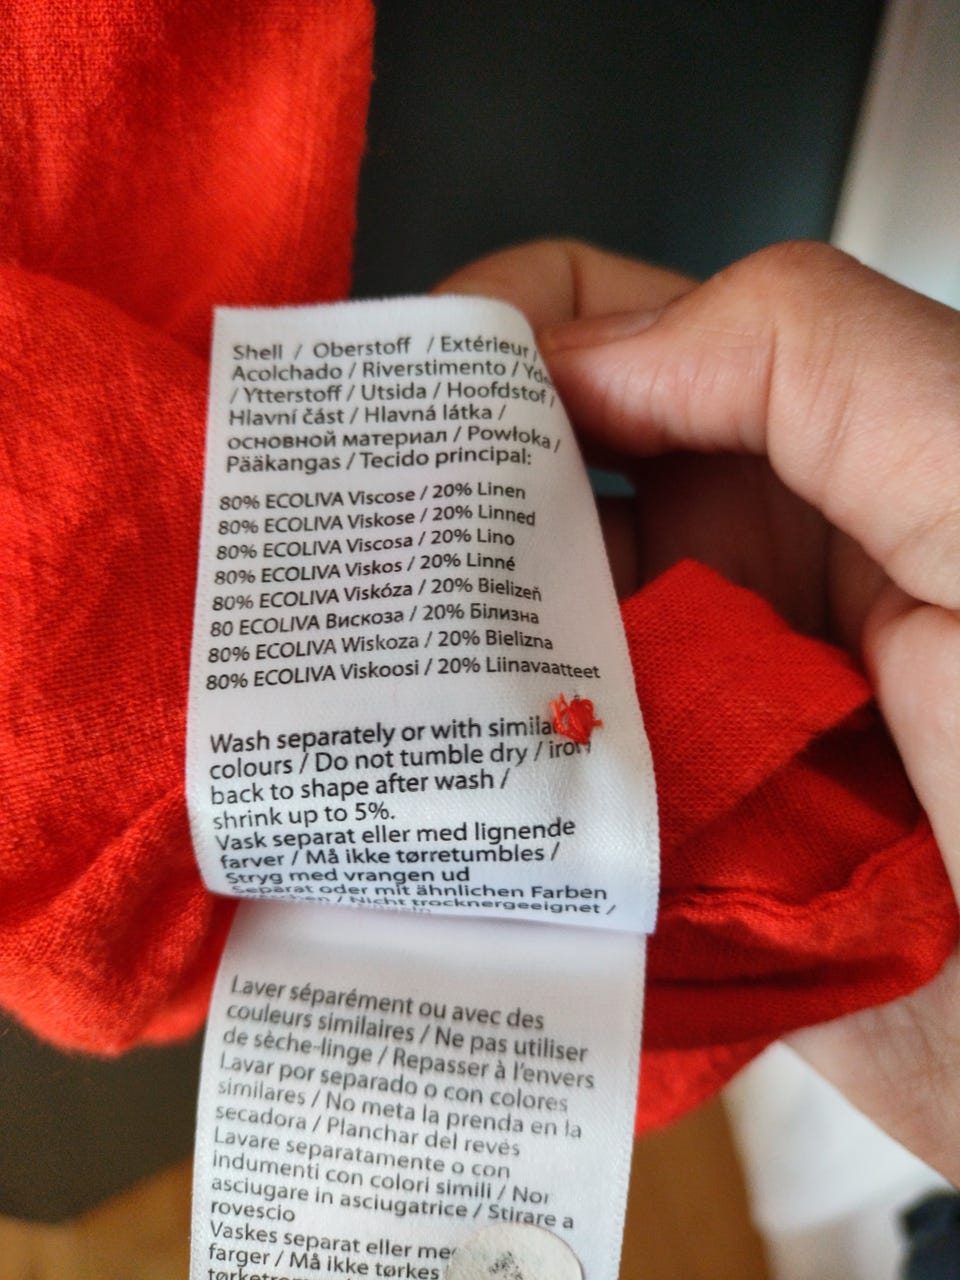 Shell / Oberstoff / Extérieur /
Acolchado / Riverstimento /
/ Ytterstoff / Utsida / Hoofdstof /
Hlavní část / Hlavná látka /
основной материал / Powłoka /
Pääkangas / Tecido principal:
80% ECOLIVA Viscose / 20% Linen
80% ECOLIVA Viskose / 20% Linned
80% ECOLIVA Viscosa / 20% Lino
80% ECOLIVA Viskos / 20% Linné
80% ECOLIVA Viskóza / 20% Bielizeň
80 ECOLIVA Вискоза / 20% Білизна
80% ECOLIVA Wiskoza / 20% Bielizna
80% ECOLIVA Viskoosi / 20% Liinavaatteet
Wash separately or with
colours / Do not tumble dry / iron
back to shape after wash /
shrink up to 5%.
Vask separat eller med lignende
farver / Må ikke tørretumbles /
Stryg med vrangen ud
Separat oder mit ähnlichen Farben
/ Nicht trocknergeeignet /
Laver séparément ou avec des
couleurs similaires / Ne pas utiliser
de sèche-linge / Repasser à l'envers
Lavar por separado o con colores
similares / No meta la prenda en la
secadora / Planchar del revés
Lavare separatamente o con
indumenti con colori simili / Non
asciugare in asciugatrice / Stirare a
rovescio
Vaskes separat eller
farger / Må ikke tørkes